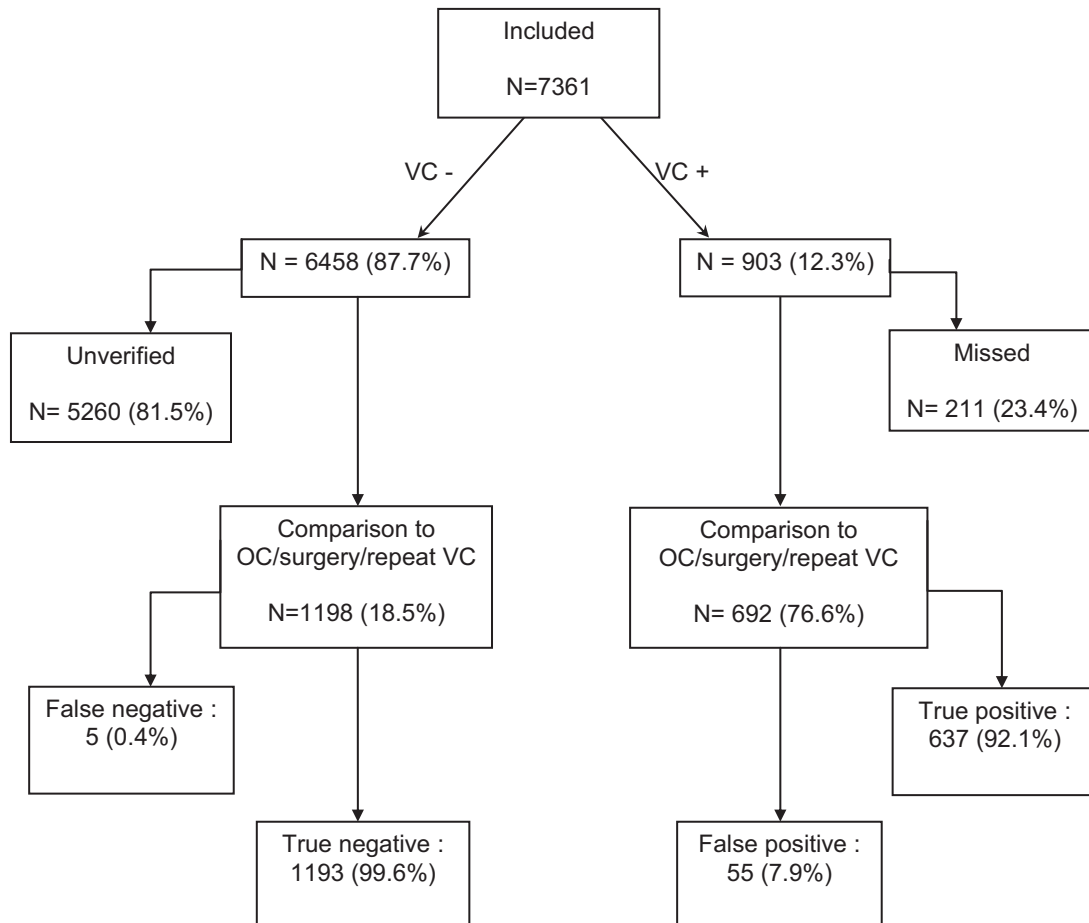 Included
N=7361
VC -
VC +
N = 6458 (87.7%)
N = 903 (12.3%)
Unverified
N= 5260 (81.5%)
Missed
N= 211 (23.4%)
Comparison to
OC/surgery/repeat VC
N=1198 (18.5%)
Comparison to
OC/surgery/repeat VC
N= 692 (76.6%)
False negative :
5 (0.4%)
True positive :
637 (92.1%)
True negative :
1193 (99.6%)
False positive :
55 (7.9%)